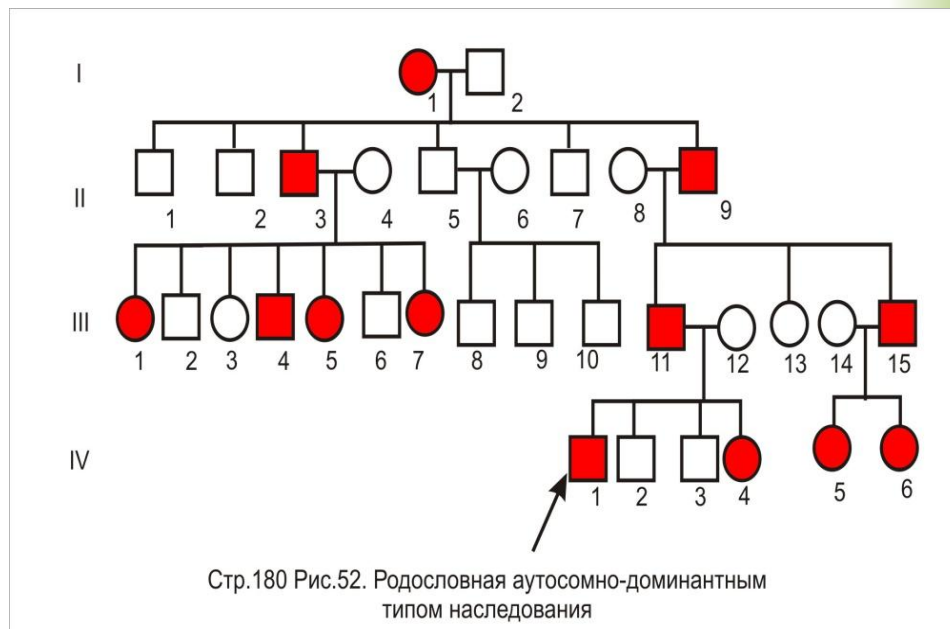 I
1 2
II
1 2 3 4 5 6 7 8 9
III
1 2 3 4 5 6 7 8 9 10 11 12 13 14 15
IV
1 2 3 4 5 6
Стр.180 Рис.52. Родословная аутосомно-доминантным
типом наследования